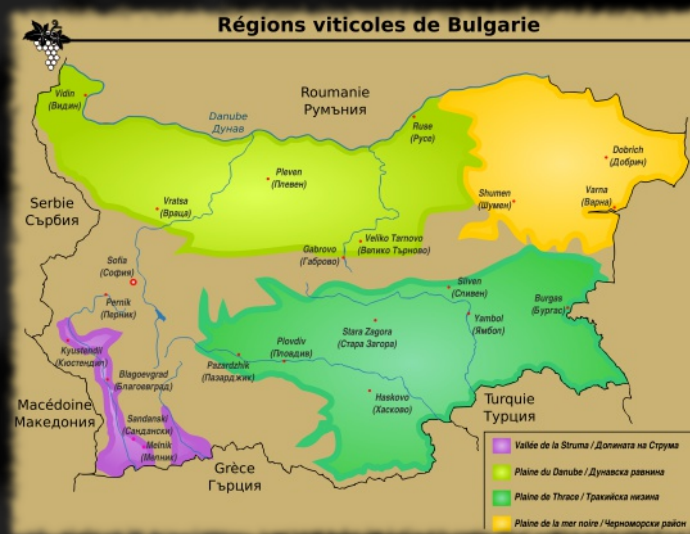 Régions viticoles de Bulgarie
Roumanie
Румъния
Vidin
(Видин)
Danube
Дунав
Ruse
(Русе)
Dobrich
(Добрич)
Pleven
(Плевен)
Shumen
(Шумен)
Varna
(Варна)
Vratsa
(Враца)
Serbie
Сърбия
Veliko Tarnovo
(Велико Търново)
Gabrovo
(Габрово)
Sofia
(София)
Sliven
(Сливен)
Pernik
(Перник)
Burgas
(Бургас)
Yambol
(Ямбол)
Stara Zagora
(Стара Загора)
Kyustendil
(Кюстендил)
Plovdiv
(Пловдив)
Pazardzhik
(Пазарджик)
Blagoevgrad
(Благоевград)
Haskovo
(Хасково)
Macédoine
Македония
Turquie
Турция
Sandanski
(Сандански)
Melnik
(Мелник)
Grèce
Гърция
Vallée de la Struma / Долината на Струма
Plaine du Danube / Дунавска равнина
Plaine de Thrace / Тракийска низина
Plaine de la mer noire / Черноморски район